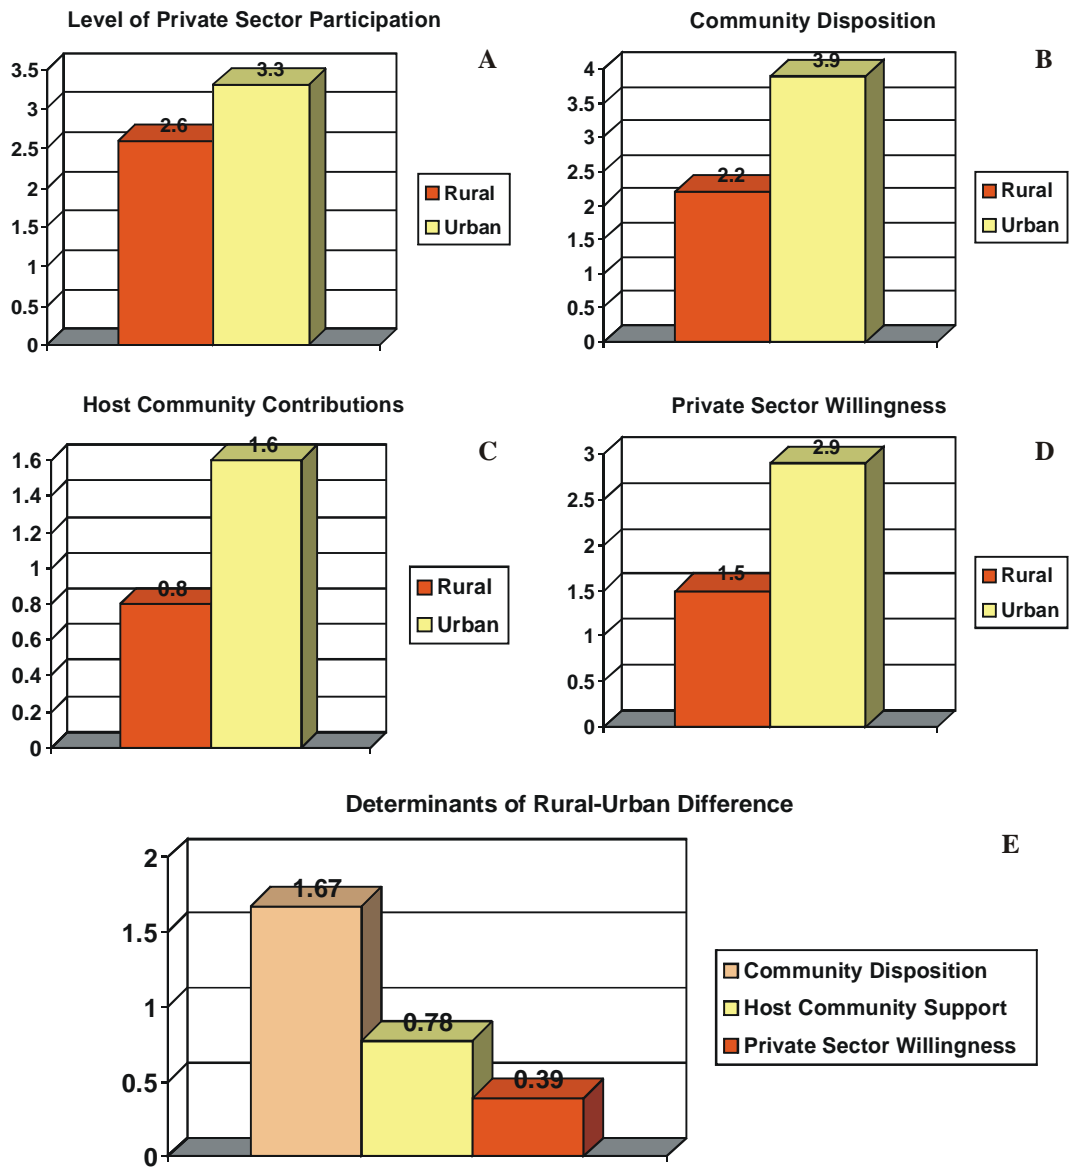 Level of Private Sector Participation
A
3.5
3
2.5
2
1.5
1
0.5
0
2.6
3.3
Rural
Urban
Community Disposition
B
4
3.5
3
2.5
2
1.5
1
0.5
0
2.2
3.9
Rural
Urban
Host Community Contributions
C
1.6
1.4
1.2
1
0.8
0.6
0.4
0.2
0
0.8
1.6
Rural
Urban
Private Sector Willingness
D
3
2.5
2
1.5
1
0.5
0
1.5
2.9
Rural
Urban
Determinants of Rural-Urban Difference
E
2
1.5
1
0.5
0
1.67
0.78
0.39
Community Disposition
Host Community Support
Private Sector Willingness